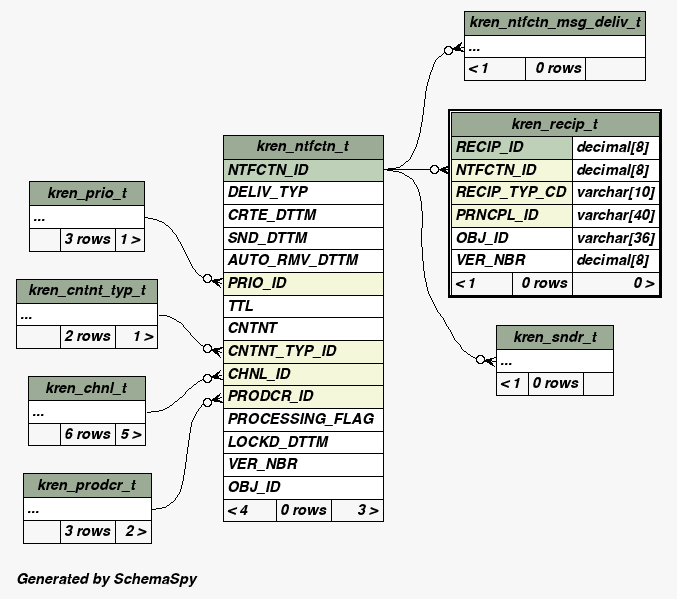 kren_ntfctn_msg_deliv_t
...
< 1 0 rows
kren_recip_t
RECIP_ID decimal[8]
NTFCTN_ID decimal[8]
RECIP_TYP_CD varchar[10]
PRNCPL_ID varchar[40]
OBJ_ID varchar[36]
VER_NBR decimal[8]
< 1 0 rows 0 >
kren_ntfctn_t
NTFCTN_ID
DELIV_TYP
CRTE_DTTM
SND_DTTM
AUTO_RMV_DTTM
PRIO_ID
TTL
CNTNT
CNTNT_TYP_ID
CHNL_ID
PRODCR_ID
PROCESSING_FLAG
LOCKD_DTTM
VER_NBR
OBJ_ID
< 4 0 rows 3 >
kren_prio_t
...
3 rows 1 >
kren_cntnt_typ_t
...
2 rows 1 >
kren_chnl_t
...
6 rows 5 >
kren_prodcr_t
...
3 rows 2 >
kren_sndr_t
...
< 1 0 rows
Generated by SchemaSpy